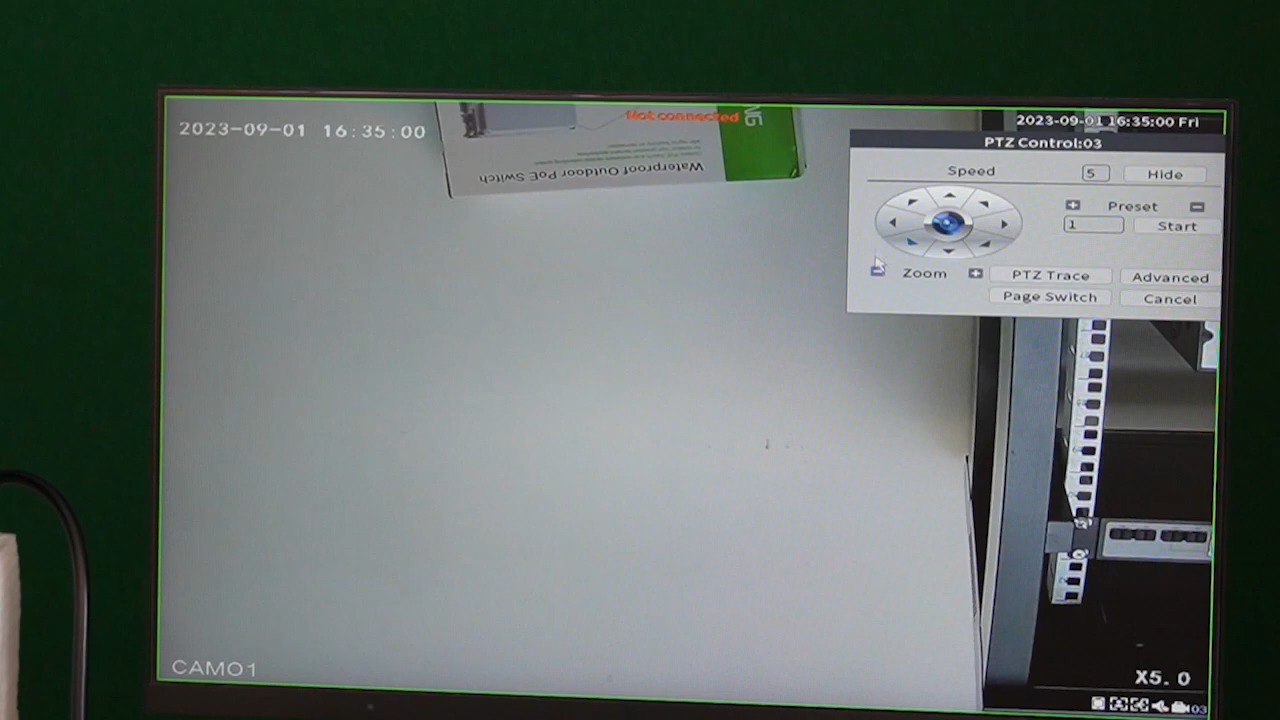 2023-09-01 16:35:00
Not connected
NG
Waterproof Outdoor PoE Switch
2023-09-01 16:35:00 Fri
PTZ Control:03
Speed 5 Hide
+ Preset -
1 Start
- Zoom + PTZ Trace Advanced
Page Switch Cancel
CAM01
X5.0
03